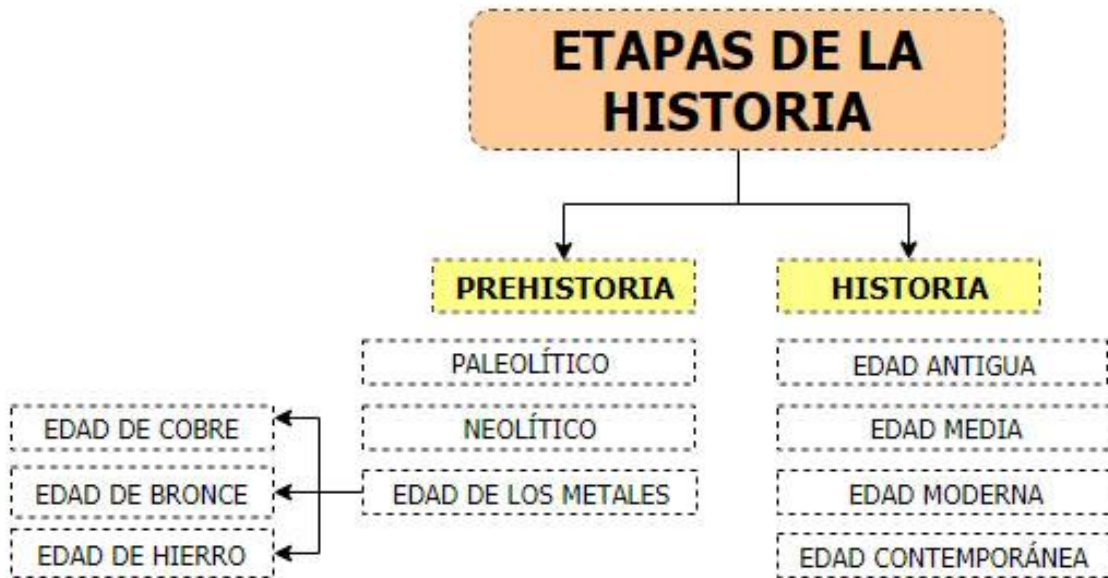 ETAPAS DE LA
HISTORIA
PREHISTORIA
HISTORIA
PALEOLÍTICO
EDAD ANTIGUA
EDAD DE COBRE
NEOLÍTICO
EDAD MEDIA
EDAD DE BRONCE
EDAD DE LOS METALES
EDAD MODERNA
EDAD DE HIERRO
EDAD CONTEMPORÁNEA